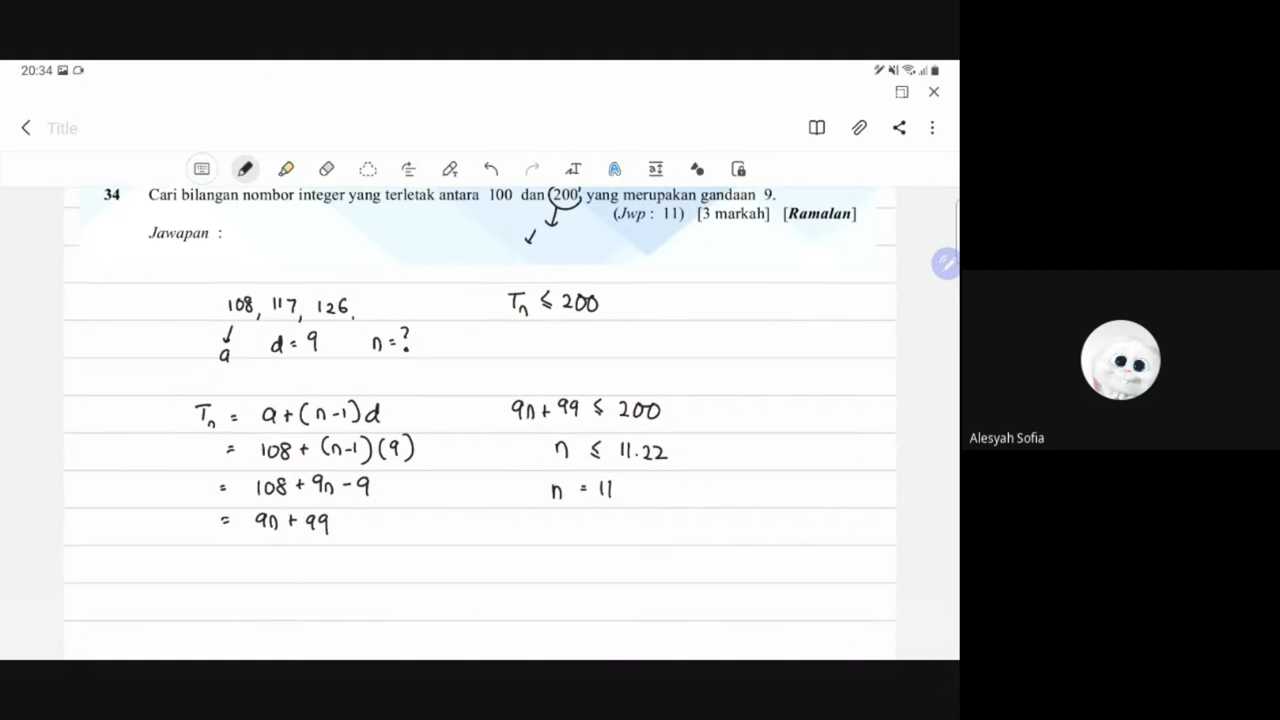 20:34
Title
34 Cari bilangan nombor integer yang terletak antara 100 dan 200, yang merupakan gandaan 9.
(Jwp : 11) [3 markah] [Ramalan]
Jawapan :
108, 117, 126,
a d = 9 n = ?
Tn = a + (n-1)d
= 108 + (n-1)(9)
= 108 + 9n - 9
= 9n + 99
Tn ≤ 200
9n + 99 ≤ 200
n ≤ 11.22
n = 11
Alesyah Sofia